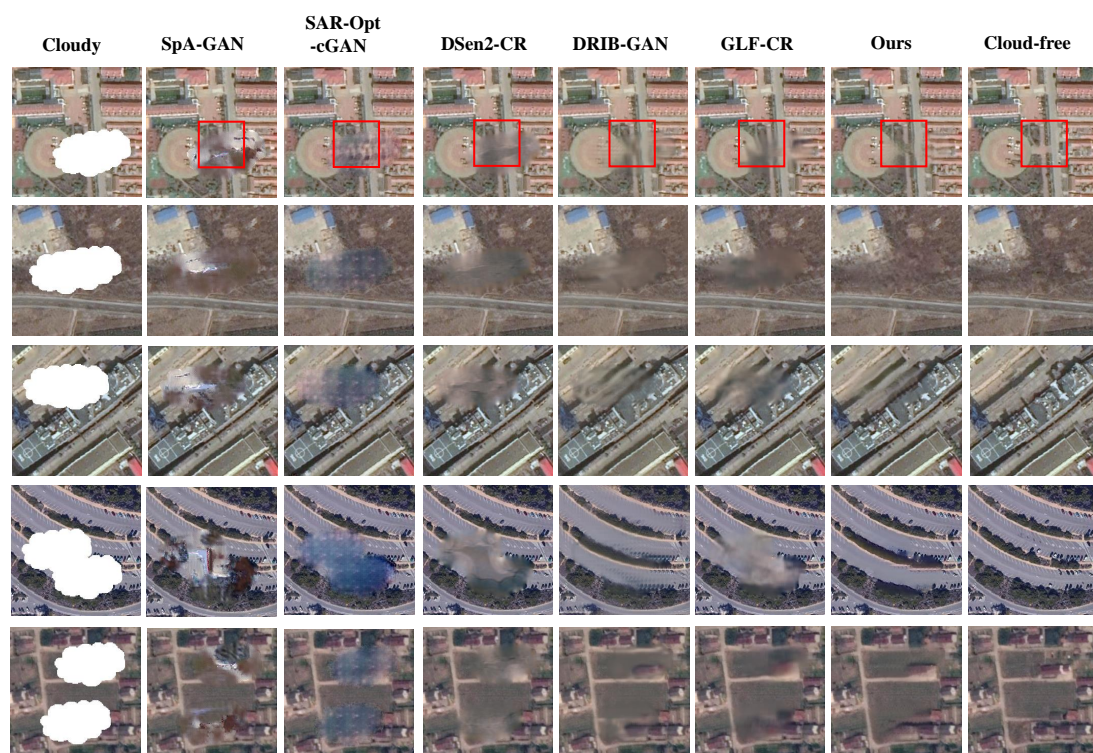 Cloudy
SpA-GAN
SAR-Opt
-cGAN
DSen2-CR
DRIB-GAN
GLF-CR
Ours
Cloud-free